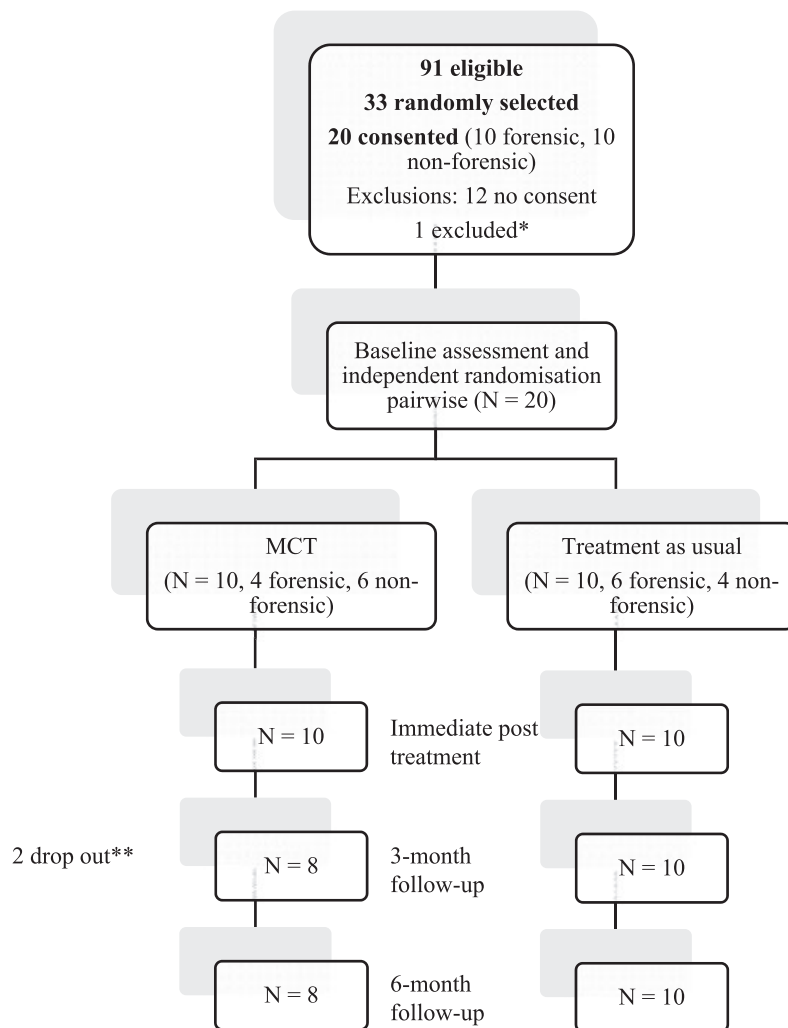 91 eligible
33 randomly selected
20 consented (10 forensic, 10
non-forensic)
Exclusions: 12 no consent
1 excluded*
Baseline assessment and
independent randomisation
pairwise (N = 20)
MCT
(N = 10, 4 forensic, 6 non-
forensic)
Treatment as usual
(N = 10, 6 forensic, 4 non-
forensic)
N = 10
Immediate post
treatment
N = 10
2 drop out**
N = 8
3-month
follow-up
N = 10
N = 8
6-month
follow-up
N = 10